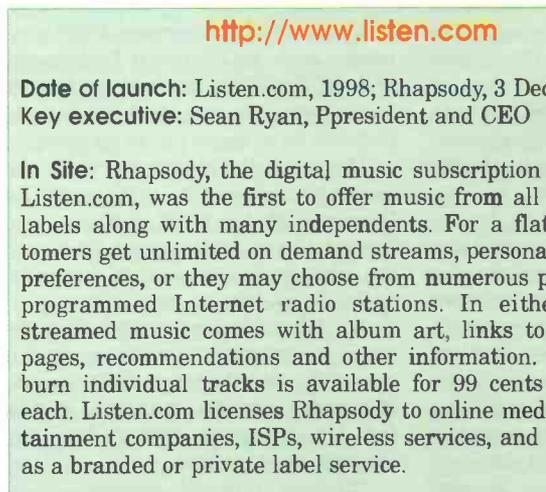 http://www.listen.com
Date of launch: Listen.com, 1998; Rhapsody, 3 Dec
Key executive: Sean Ryan, Ppresident and CEO
In Site: Rhapsody, the digital music subscription
Listen.com, was the first to offer music from all
labels along with many independents. For a flat
tomers get unlimited on demand streams, persona
preferences, or they may choose from numerous p
programmed Internet radio stations. In eithe
streamed music comes with album art, links to
pages, recommendations and other information.
burn individual tracks is available for 99 cents
each. Listen.com licenses Rhapsody to online med
tainment companies, ISPs, wireless services, and
as a branded or private label service.